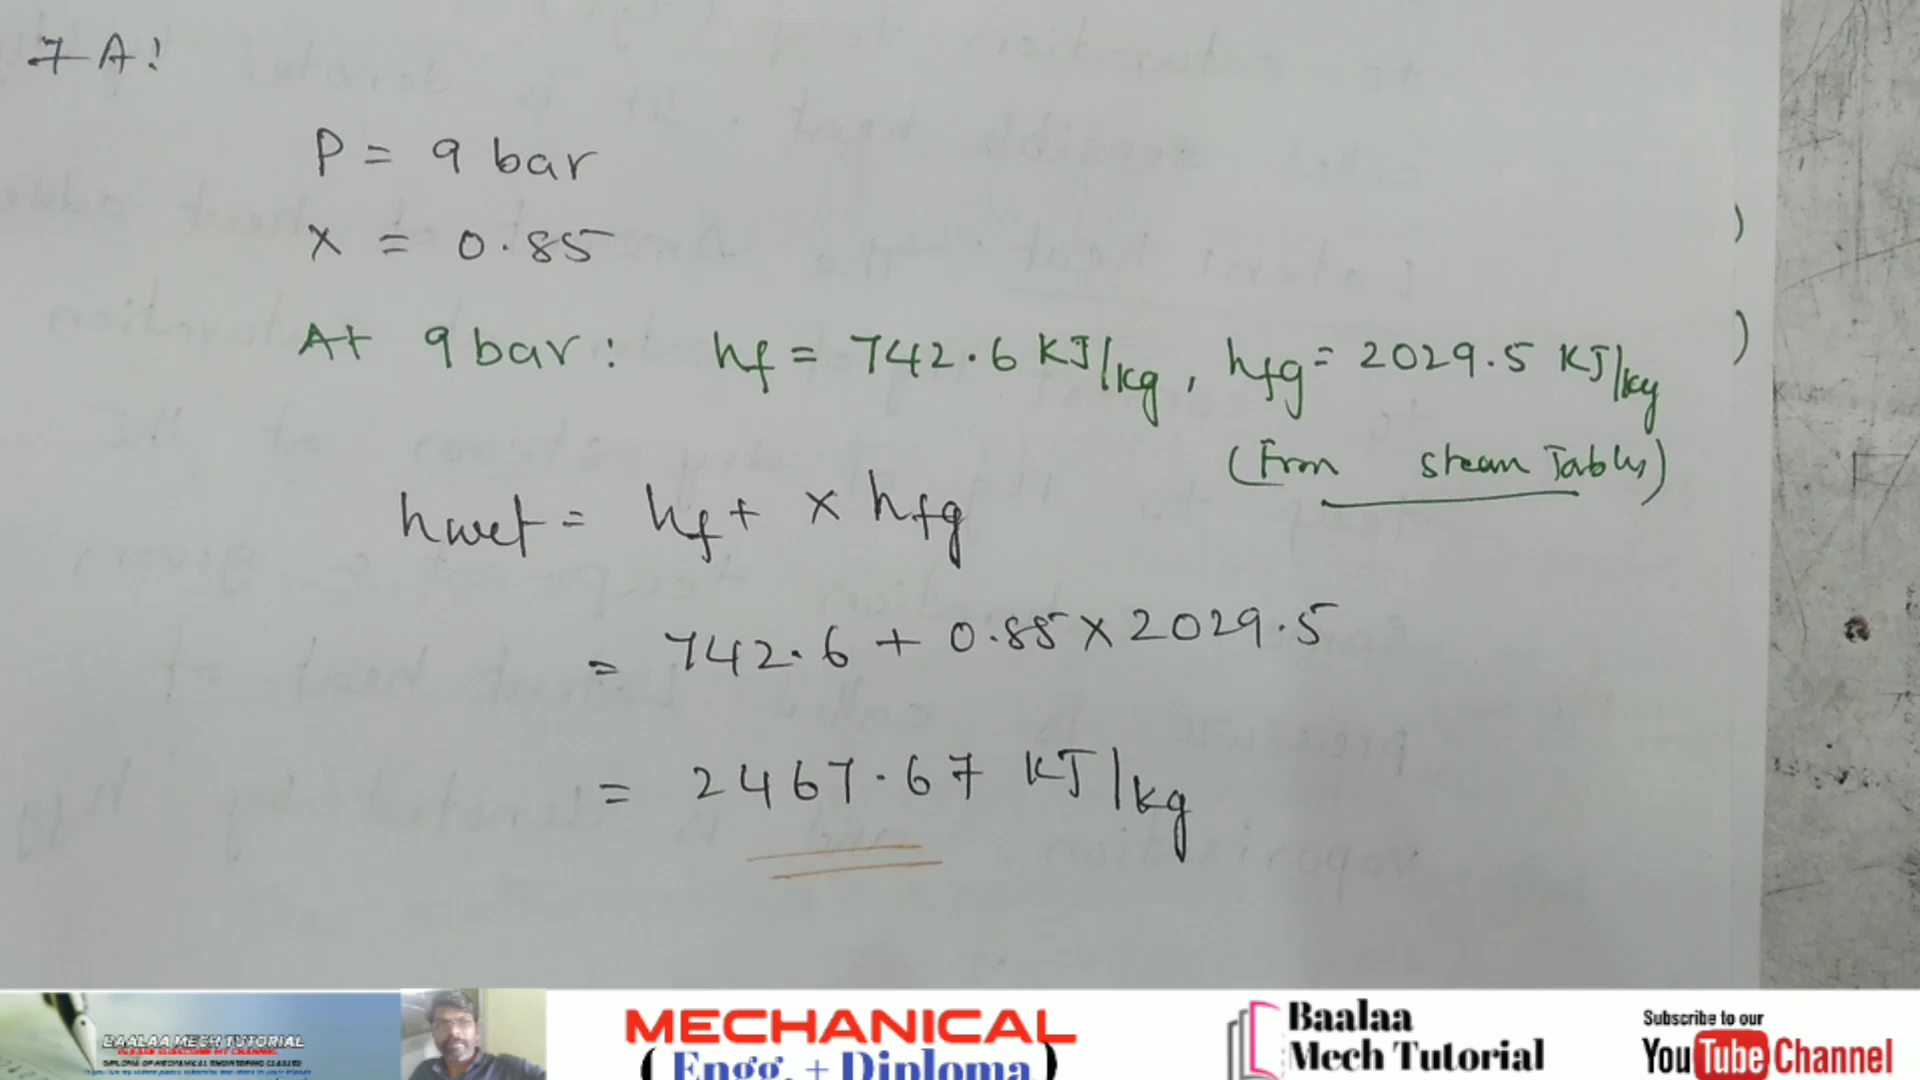 7 A:
P = 9 bar
x = 0.85
At 9 bar: hf = 742.6 KJ/kg, hfg = 2029.5 KJ/kg
(From steam Tables)
hwet = hf + x hfg
= 742.6 + 0.85 x 2029.5
= 2467.67 KJ/kg
BAALAA MECH TUTORIAL
MECHANICAL
( Engg. + Diploma )
Baalaa
Mech Tutorial
Subscribe to our
YouTube Channel